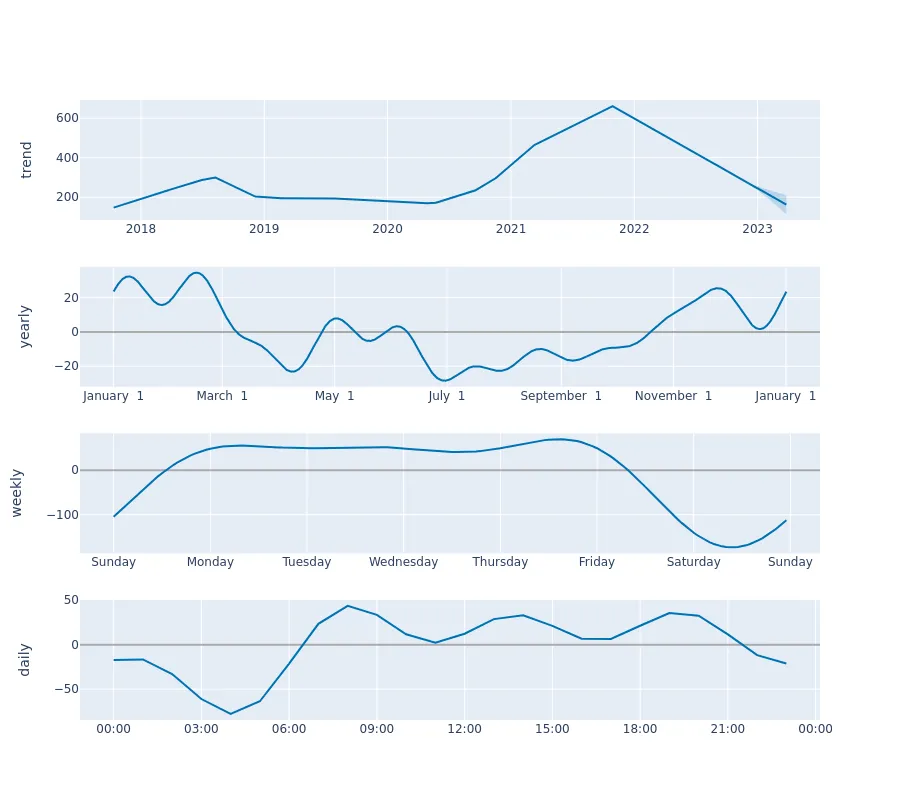 trend
600
400
200
2018 2019 2020 2021 2022 2023
yearly
20
0
−20
January 1 March 1 May 1 July 1 September 1 November 1 January 1
weekly
0
−100
Sunday Monday Tuesday Wednesday Thursday Friday Saturday Sunday
daily
50
0
−50
00:00 03:00 06:00 09:00 12:00 15:00 18:00 21:00 00:00